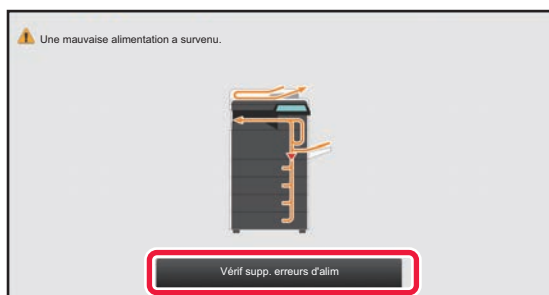 Une mauvaise alimentation a survenu.
Vérif supp. erreurs d'alim